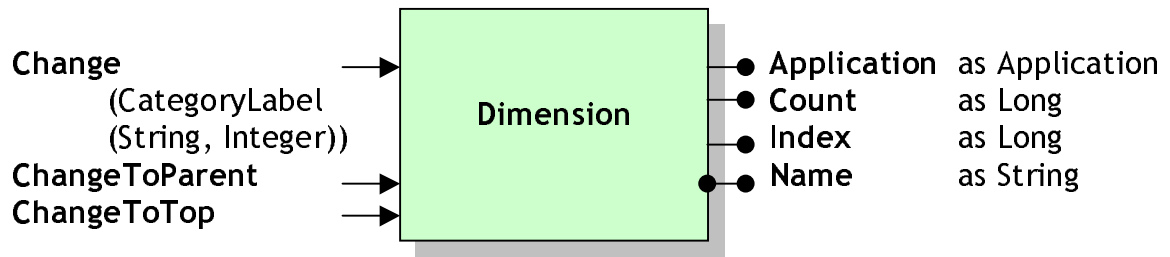 Change
(CategoryLabel
(String, Integer))
ChangeToParent
ChangeToTop
Dimension
Application as Application
Count as Long
Index as Long
Name as String